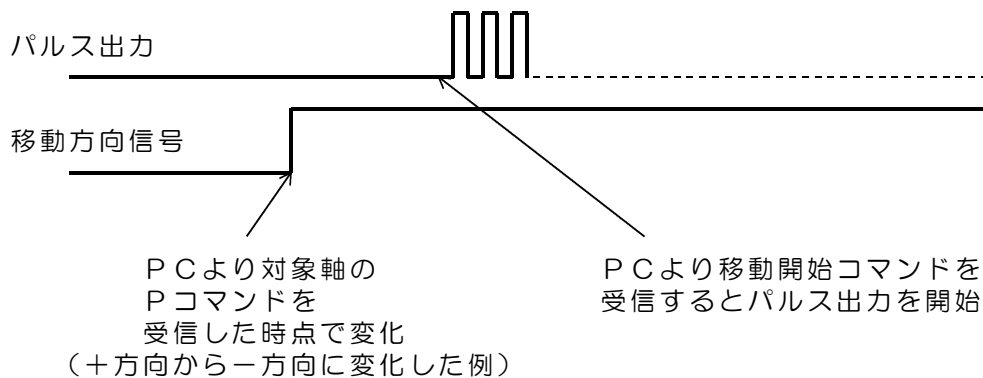 パルス出力
移動方向信号
ＰＣより対象軸の
Ｐコマンドを
受信した時点で変化
（＋方向から－方向に変化した例）
ＰＣより移動開始コマンドを
受信するとパルス出力を開始